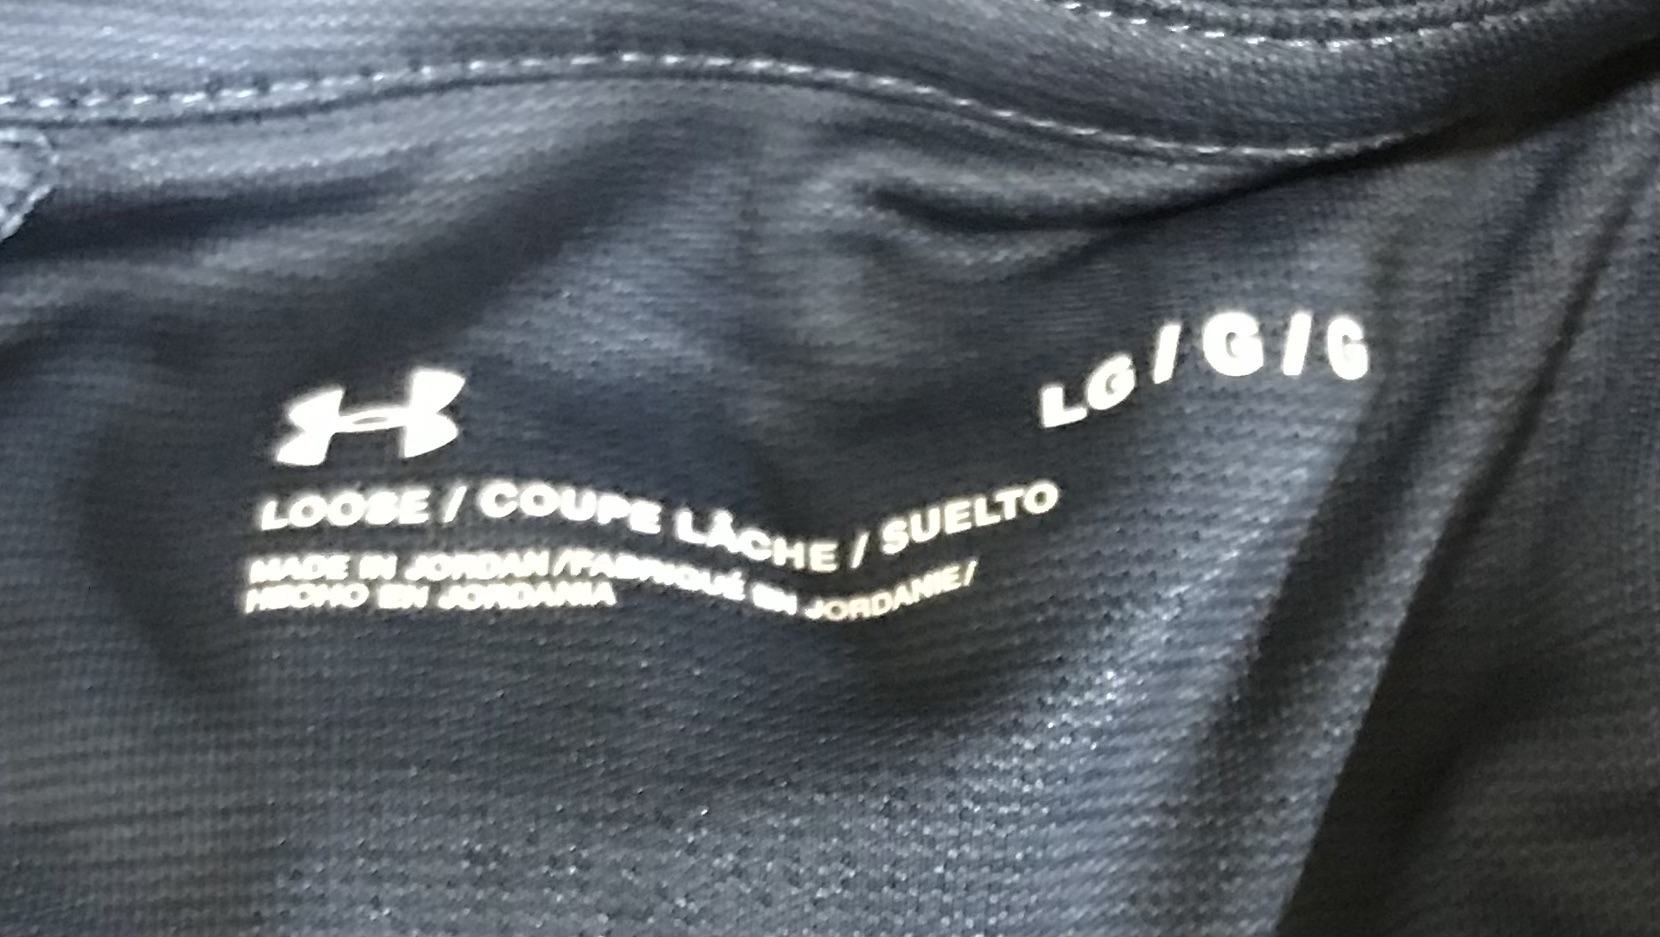 LG / G / G
LOOSE / COUPE LÂCHE / SUELTO
MADE IN JORDAN / FABRIQUÉ EN JORDANIE /
HECHO EN JORDANIA